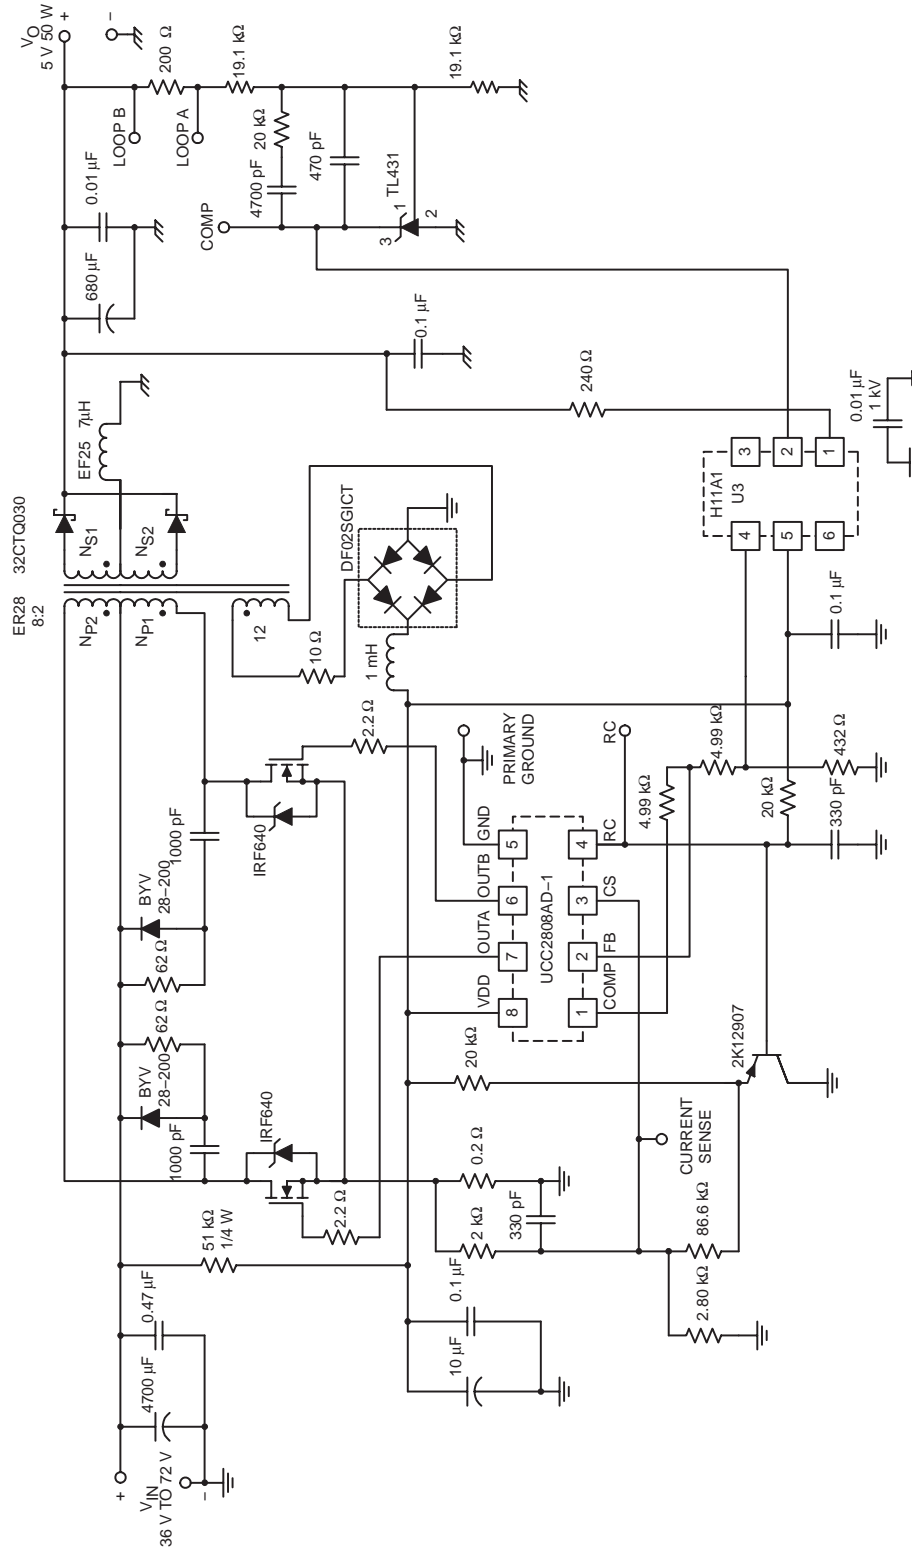 VO
5 V 50 W
+
−
200 Ω
19.1 kΩ
19.1 kΩ
LOOP B
LOOP A
20 kΩ
4700 pF
470 pF
TL431
1
2
3
COMP
0.01 µF
680 µF
0.1 µF
240 Ω
0.01 µF
1 kV
EF25 7µH
32CTQ030
ER28
8:2
NS1
NS2
NP2
NP1
12
10 Ω
DF02SGICT
1 mH
H11A1
U3
3
2
1
4
5
6
0.1 µF
2.2 Ω
PRIMARY
GROUND
RC
4.99 kΩ
4.99 kΩ
432 Ω
20 kΩ
330 pF
1000 pF
IRF640
BYV
28−200
62 Ω
62 Ω
BYV
28−200
1000 pF
IRF640
2.2 Ω
GND
OUTB
OUTA
VDD
5
6
7
8
UCC2808AD−1
4
3
2
1
RC
CS
FB
COMP
20 kΩ
2K12907
CURRENT
SENSE
0.2 Ω
2 kΩ
330 pF
86.6 kΩ
2.80 kΩ
51 kΩ
1/4 W
0.47 µF
4700 µF
0.1 µF
10 µF
+
VIN
36 V TO 72 V
−